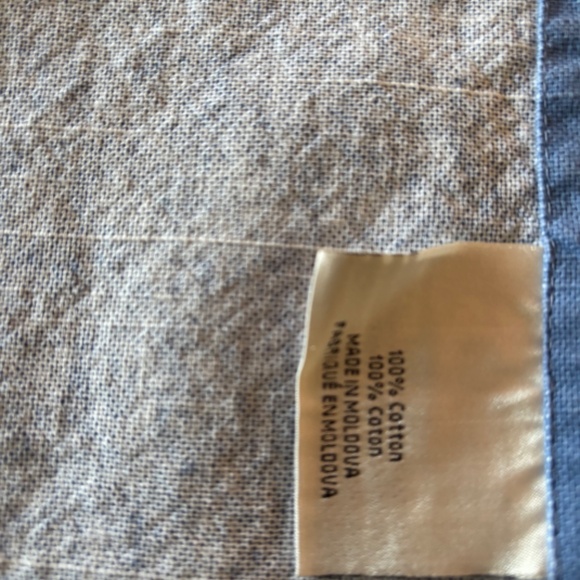 100% Cotton
100% Coton
MADE IN MOLDOVA
FABRIQUÉ EN MOLDOVA